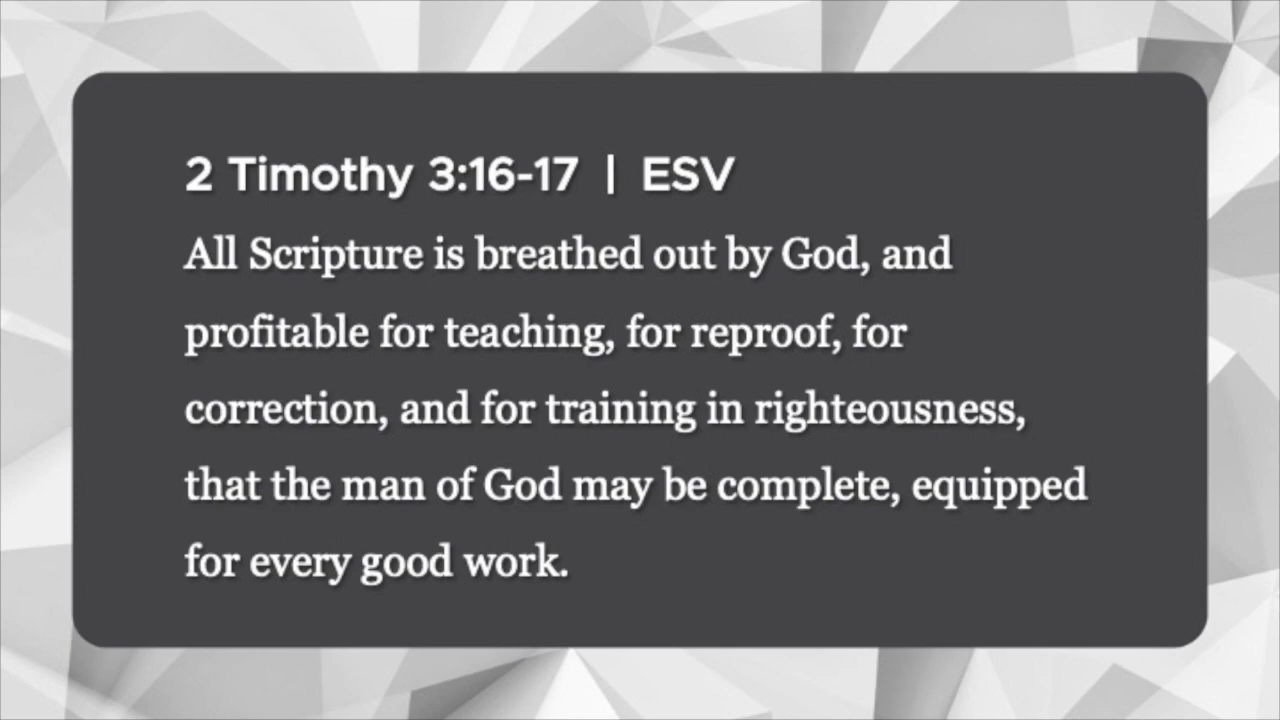 2 Timothy 3:16-17 | ESV
All Scripture is breathed out by God, and
profitable for teaching, for reproof, for
correction, and for training in righteousness,
that the man of God may be complete, equipped
for every good work.